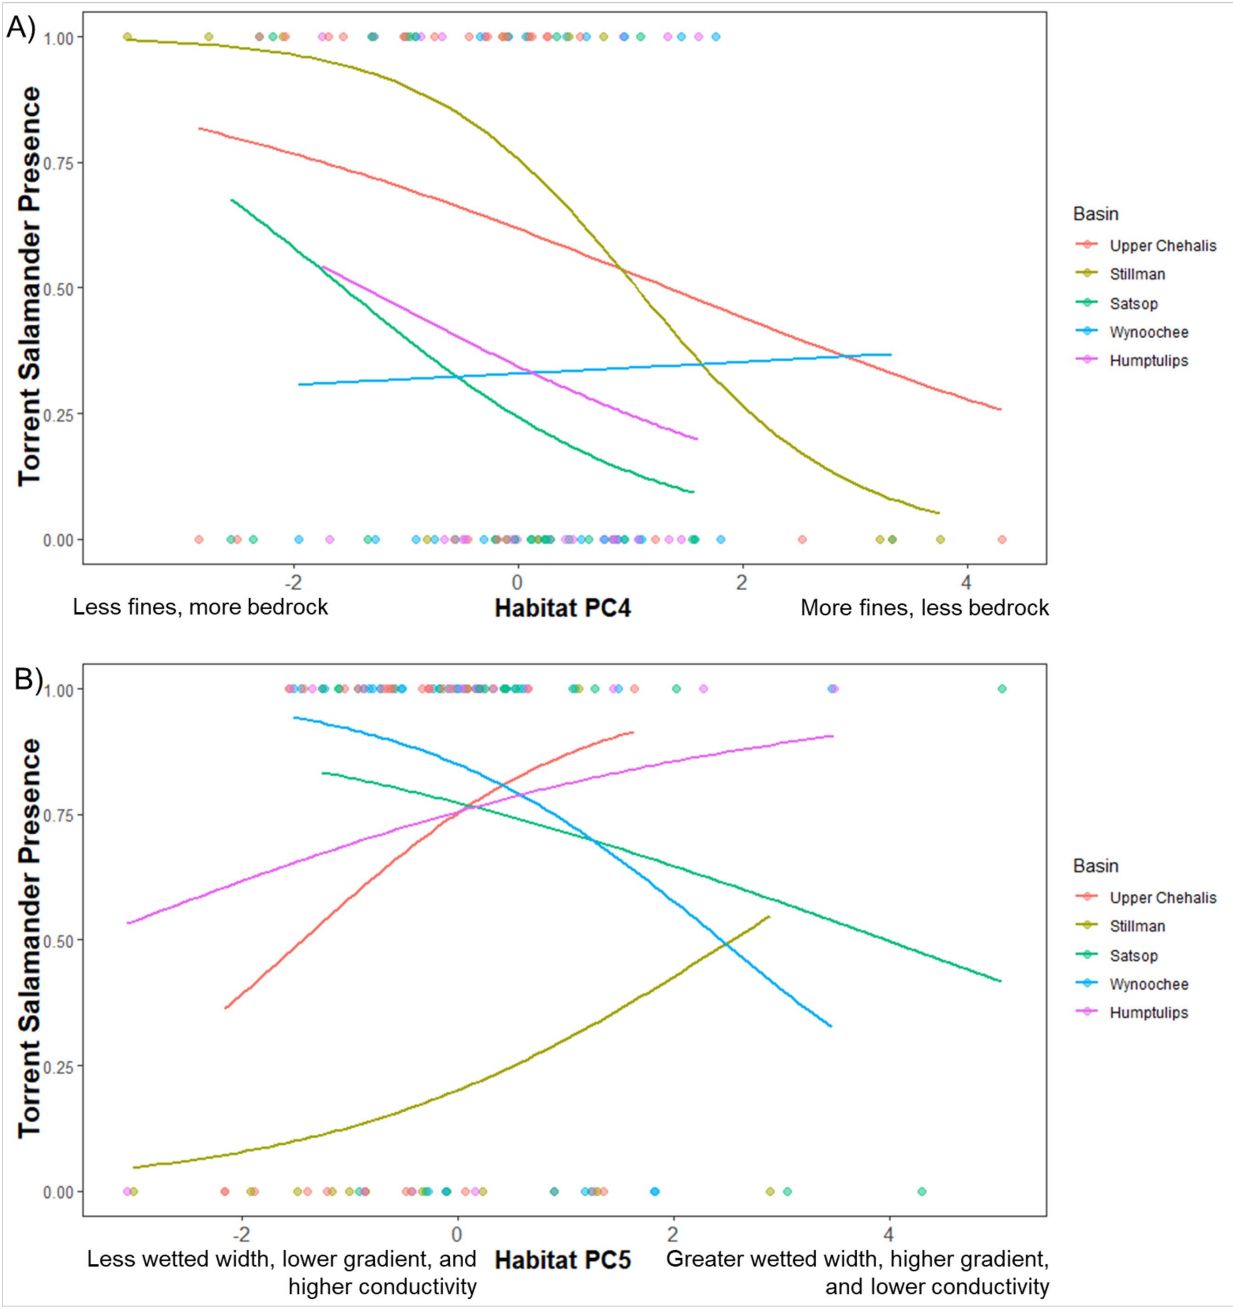 A)
Torrent Salamander Presence
1.00
0.75
0.50
0.25
0.00
-2
0
2
4
Less fines, more bedrock
Habitat PC4
More fines, less bedrock
Basin
Upper Chehalis
Stillman
Satsop
Wynoochee
Humptulips
B)
Torrent Salamander Presence
1.00
0.75
0.50
0.25
0.00
-2
0
2
4
Less wetted width, lower gradient, and
higher conductivity
Habitat PC5
Greater wetted width, higher gradient,
and lower conductivity
Basin
Upper Chehalis
Stillman
Satsop
Wynoochee
Humptulips